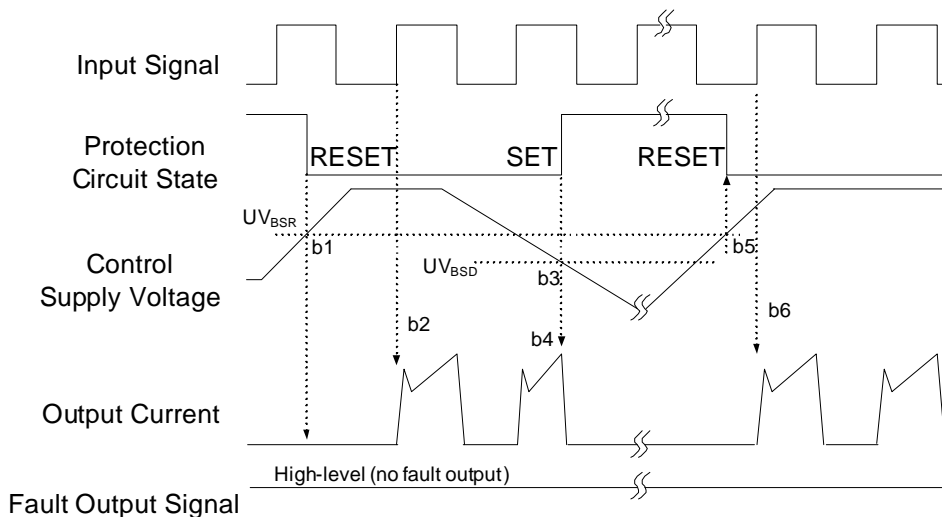 Input Signal
Protection
Circuit State
RESET
SET
RESET
UVBSR
b1
Control
Supply Voltage
UVBSD
b3
b5
b2
b4
b6
Output Current
High-level (no fault output)
Fault Output Signal